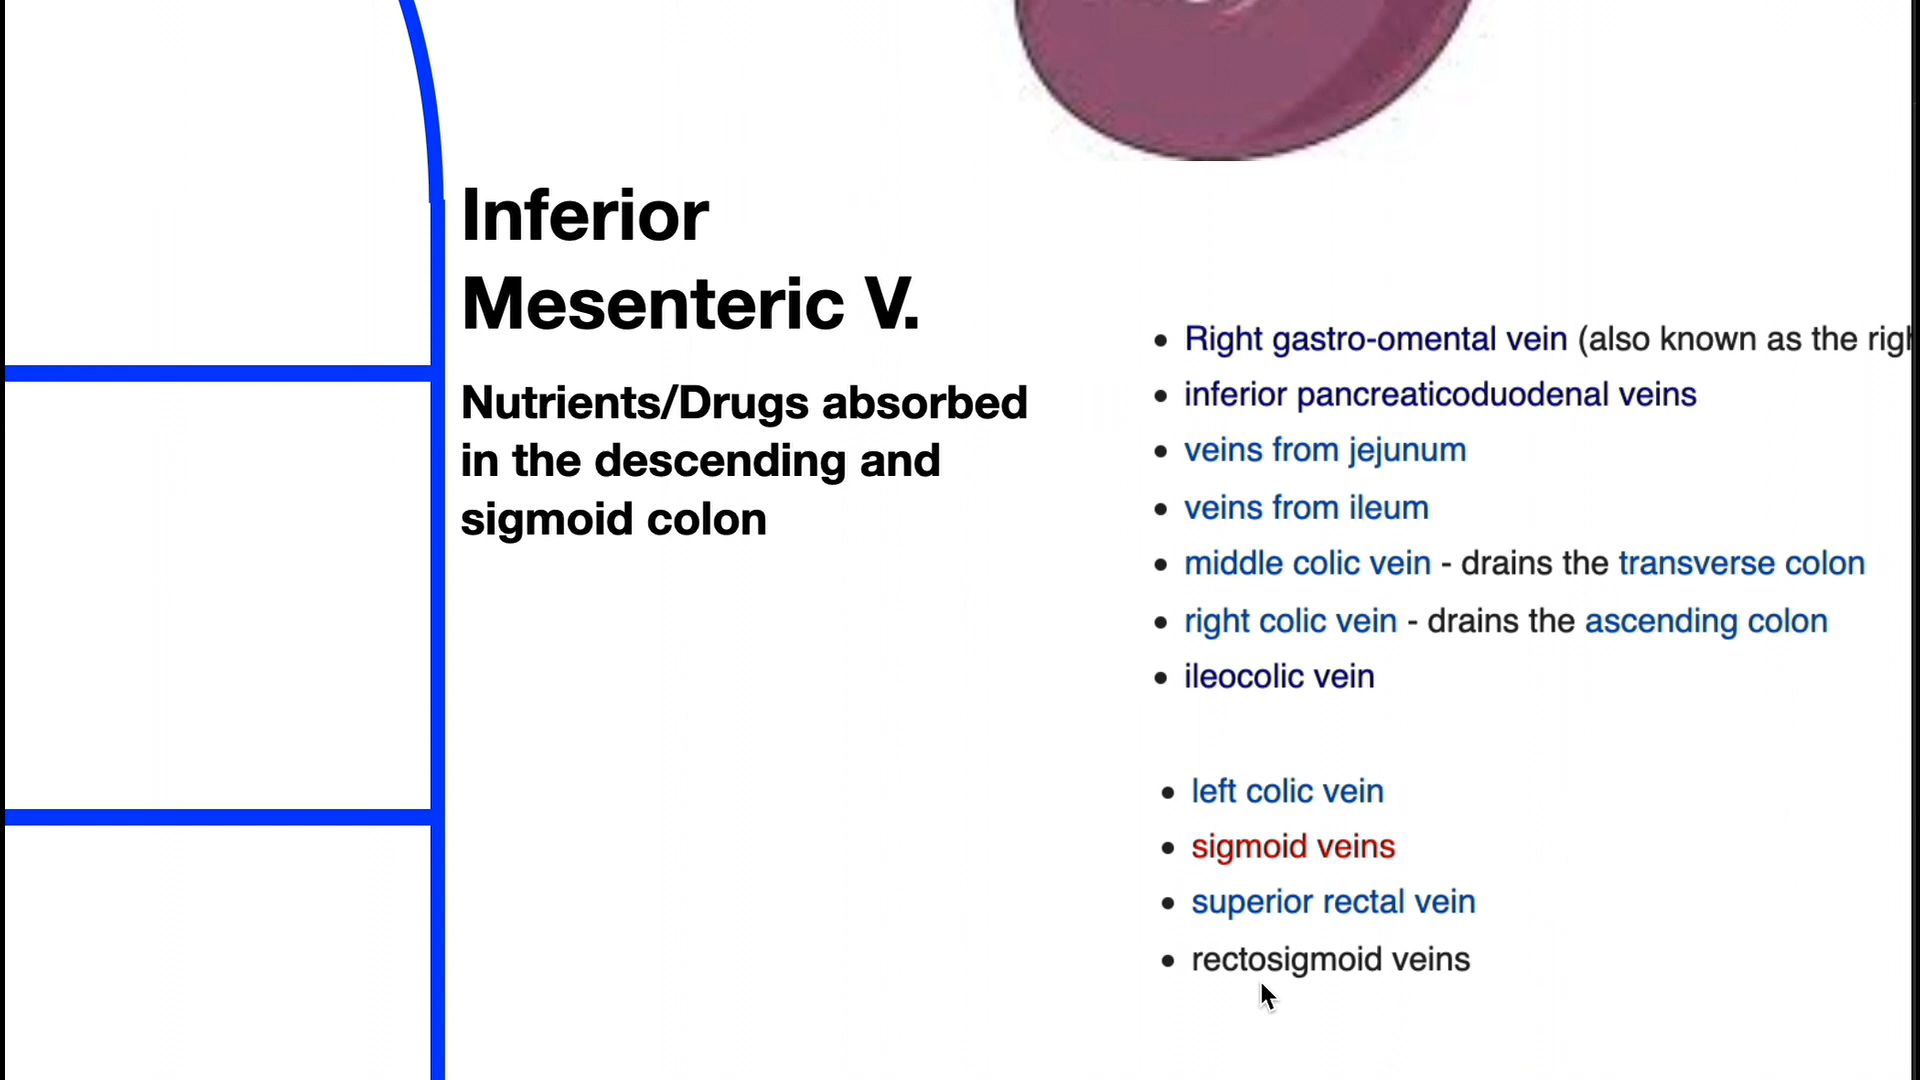 Inferior
Mesenteric V.
Nutrients/Drugs absorbed
in the descending and
sigmoid colon
• Right gastro-omental vein (also known as the
• inferior pancreaticoduodenal veins
• veins from jejunum
• veins from ileum
• middle colic vein - drains the transverse colon
• right colic vein - drains the ascending colon
• ileocolic vein
• left colic vein
• sigmoid veins
• superior rectal vein
• rectosigmoid veins